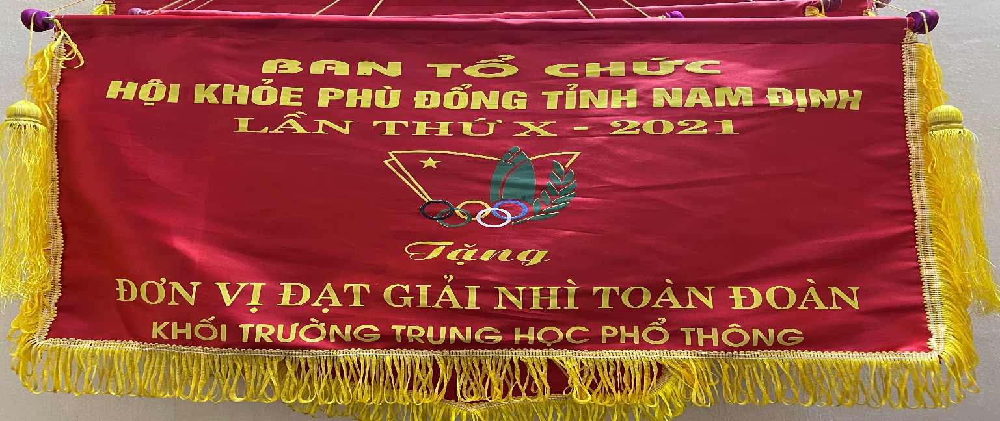 BAN TỔ CHỨC
HỘI KHỎE PHÙ ĐỔNG TỈNH NAM ĐỊNH
LẦN THỨ X - 2021
Tặng
ĐƠN VỊ ĐẠT GIẢI NHÌ TOÀN ĐOÀN
KHỐI TRƯỜNG TRUNG HỌC PHỔ THÔNG